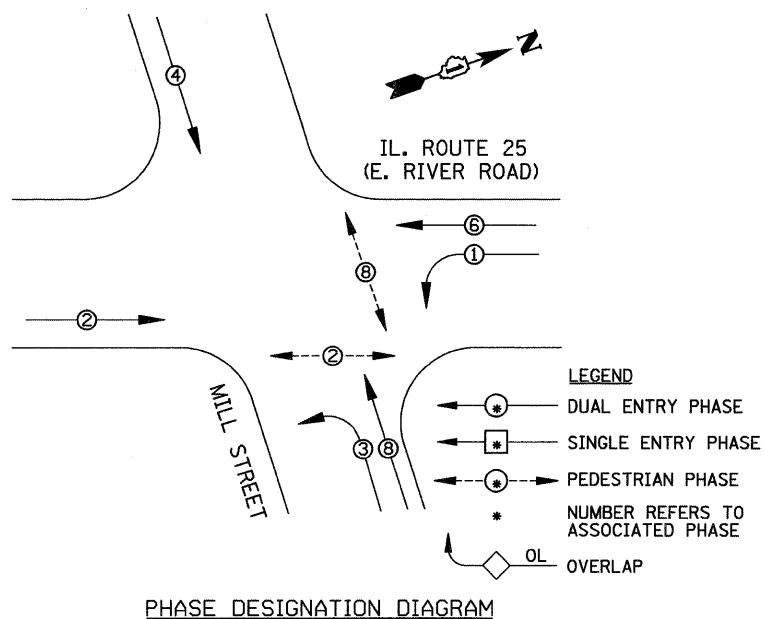 4
N
IL. ROUTE 25
(E. RIVER ROAD)
6
1
8
2
2
MILL STREET
3
8
LEGEND
* DUAL ENTRY PHASE
* SINGLE ENTRY PHASE
* PEDESTRIAN PHASE
* NUMBER REFERS TO
ASSOCIATED PHASE
OL OVERLAP
PHASE DESIGNATION DIAGRAM